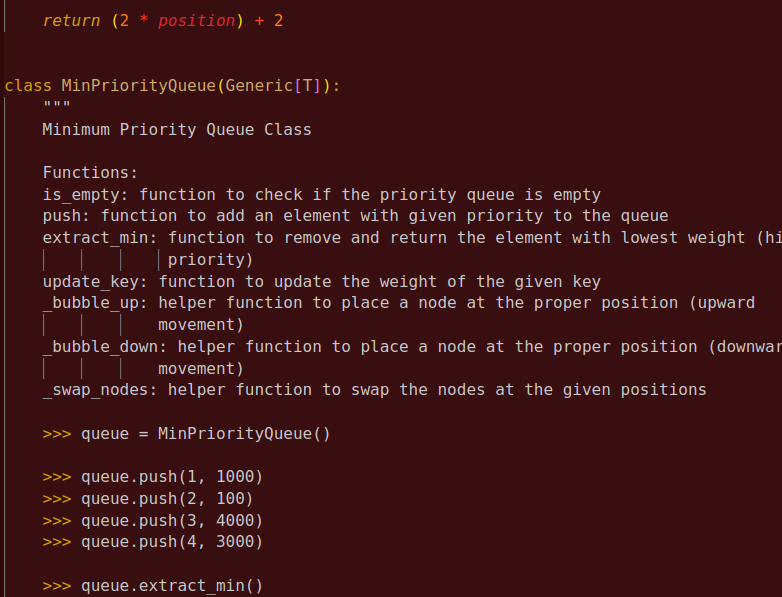 return (2 * position) + 2
class MinPriorityQueue(Generic[T]):
"""
Minimum Priority Queue Class
Functions:
is_empty: function to check if the priority queue is empty
push: function to add an element with given priority to the queue
extract_min: function to remove and return the element with lowest weight (hi
priority)
update_key: function to update the weight of the given key
_bubble_up: helper function to place a node at the proper position (upward
movement)
_bubble_down: helper function to place a node at the proper position (downwar
movement)
_swap_nodes: helper function to swap the nodes at the given positions
>>> queue = MinPriorityQueue()
>>> queue.push(1, 1000)
>>> queue.push(2, 100)
>>> queue.push(3, 4000)
>>> queue.push(4, 3000)
>>> queue.extract_min()